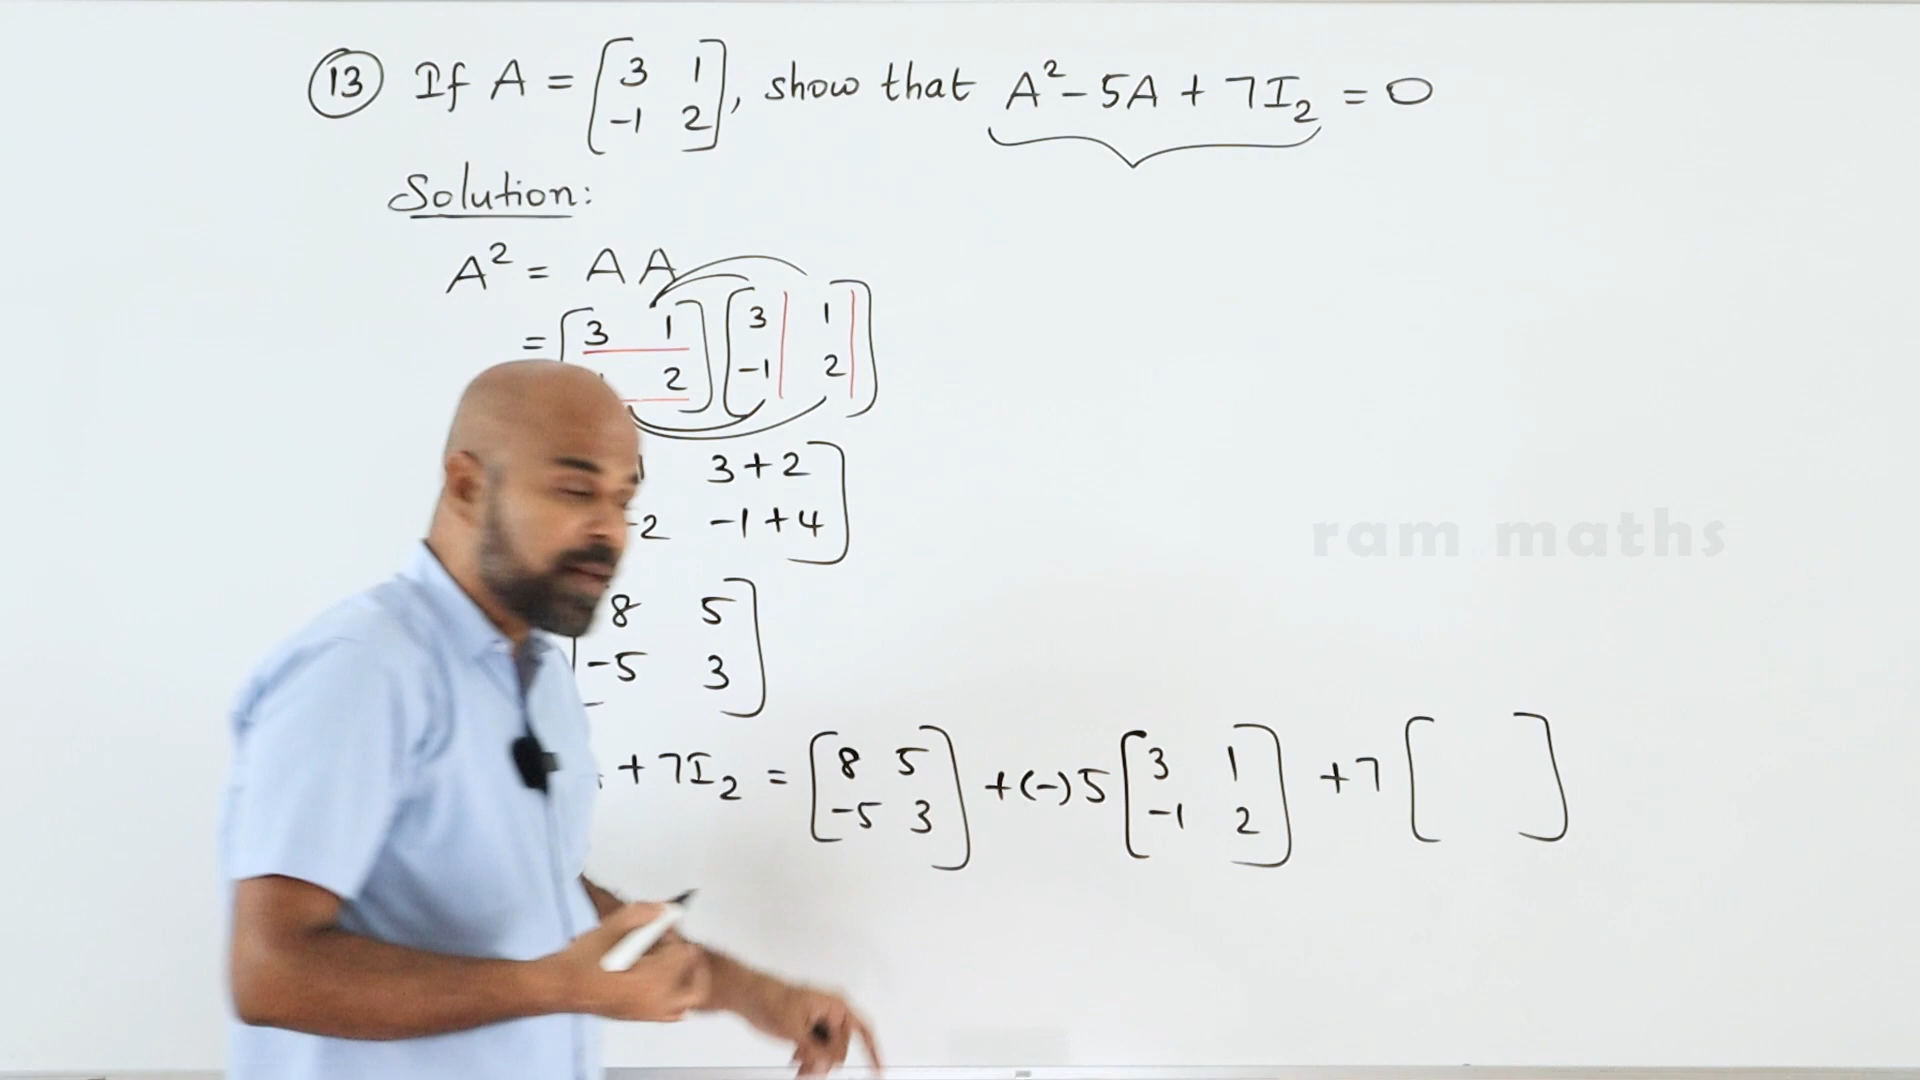 13 If A = [3 1 -1 2], show that A² - 5A + 7I₂ = 0
Solution:
A² = AA
= [3 1 2] [3 1 -1 2]
3+2
-2 -1+4]
8 5
-5 3]
+ 7I₂ = [8 5 -5 3] + (-)5 [3 1 -1 2] + 7 [ ]
ram maths